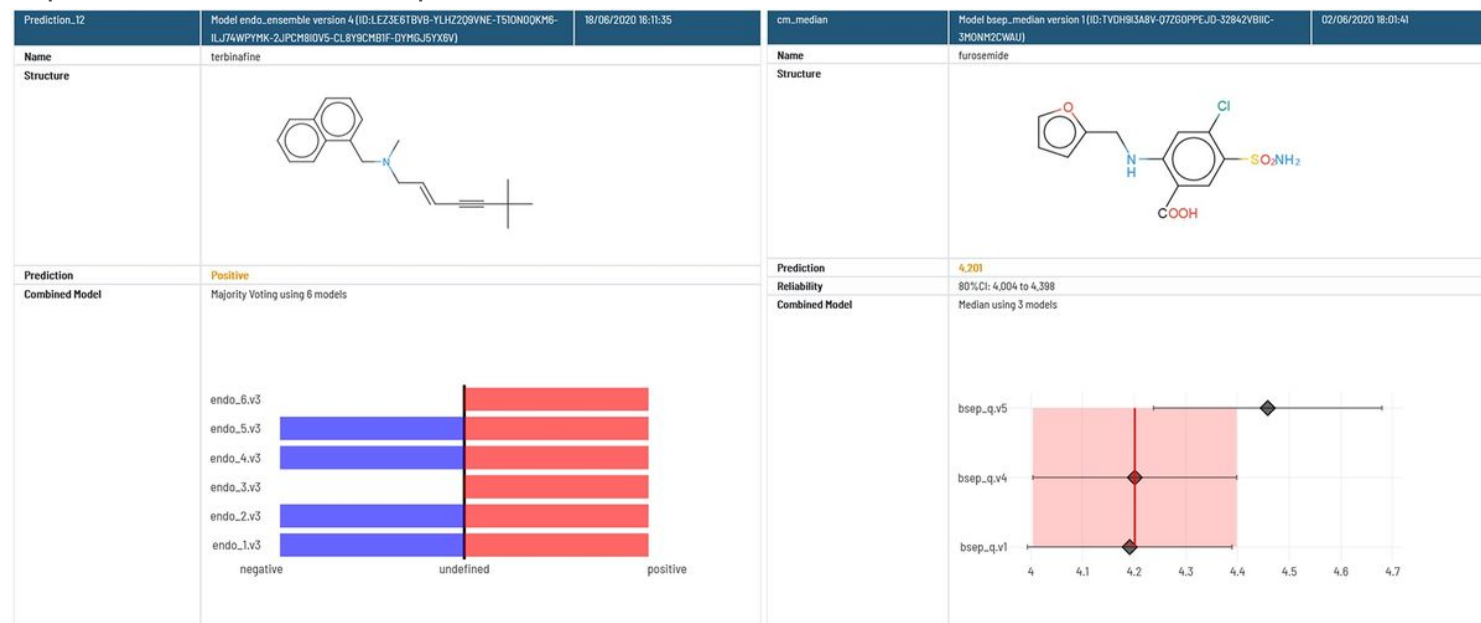 Prediction_12
Model endo_ensemble version 4 (ID:LEZ3E6TBVB-YLHZ2Q9VNE-T510N0QKM6-
ILJ74WPYMK-2JPCM8I0V5-CL8Y9CMB1F-DYMGJ5YX6V)
18/06/2020 16:11:35
Name
terbinafine
Structure
N
Prediction
Positive
Combined Model
Majority Voting using 6 models
endo_6.v3
endo_5.v3
endo_4.v3
endo_3.v3
endo_2.v3
endo_1.v3
negative
undefined
positive
cm_median
Model bsep_median version 1 (ID:TVDH9I3A8V-Q7ZGOPPEJD-32842VBIIC-
3MONM2CWAU)
02/06/2020 18:01:41
Name
furosemide
Structure
O
Cl
N
H
SO₂NH₂
COOH
Prediction
4,201
Reliability
80%CI: 4,004 to 4,398
Combined Model
Median using 3 models
bsep_q.v5
bsep_q.v4
bsep_q.v1
4 4.1 4.2 4.3 4.4 4.5 4.6 4.7